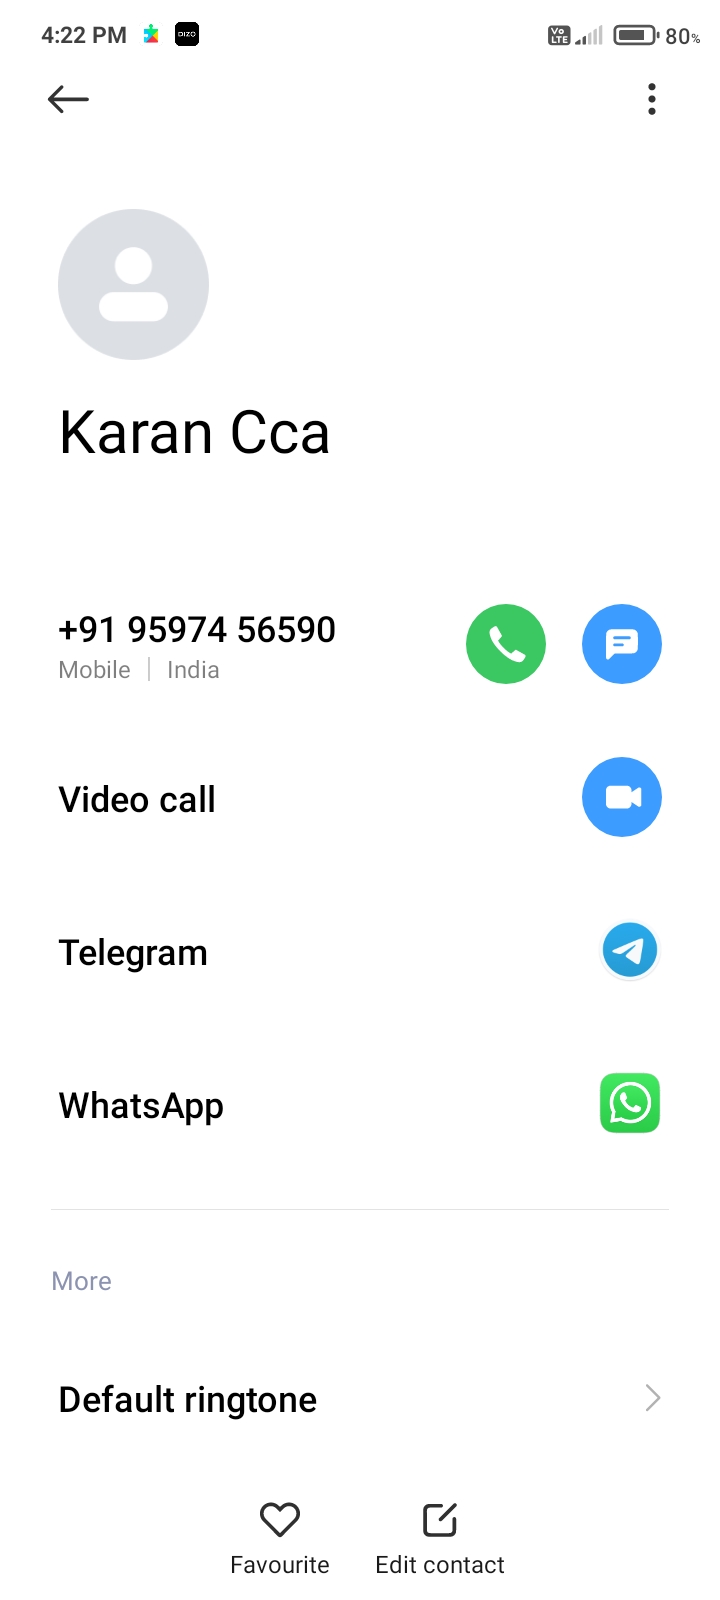 4:22 PM DIZO Vo LTE 80%
Karan Cca
+91 95974 56590
Mobile | India
Video call
Telegram
WhatsApp
More
Default ringtone
Favourite Edit contact